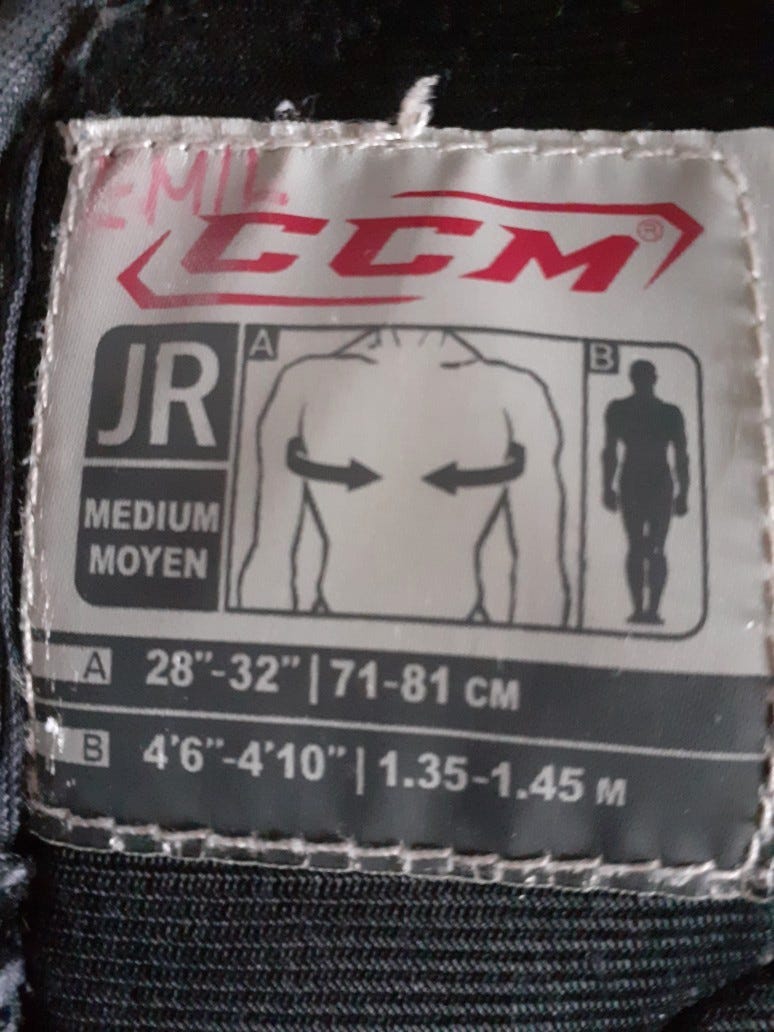 EMIL
CCM®
JR
A
B
MEDIUM
MOYEN
A 28"-32" | 71-81 CM
B 4'6"-4'10" | 1.35-1.45 M